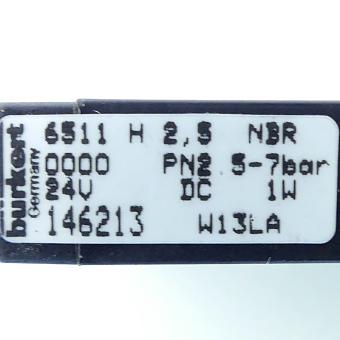 burkert
Germany
6511 H 2,5 NBR
0000 PN2.5-7bar
24V DC 1W
146213 W13LA